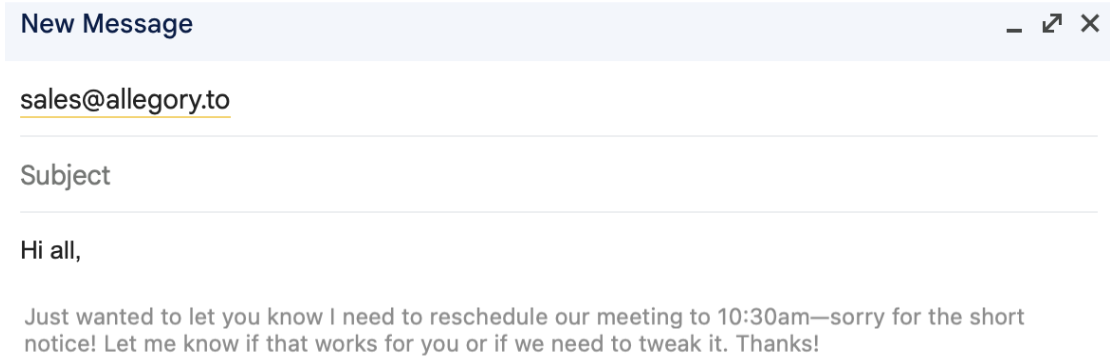 New Message
sales@allegory.to
Subject
Hi all,
Just wanted to let you know I need to reschedule our meeting to 10:30am—sorry for the short
notice! Let me know if that works for you or if we need to tweak it. Thanks!